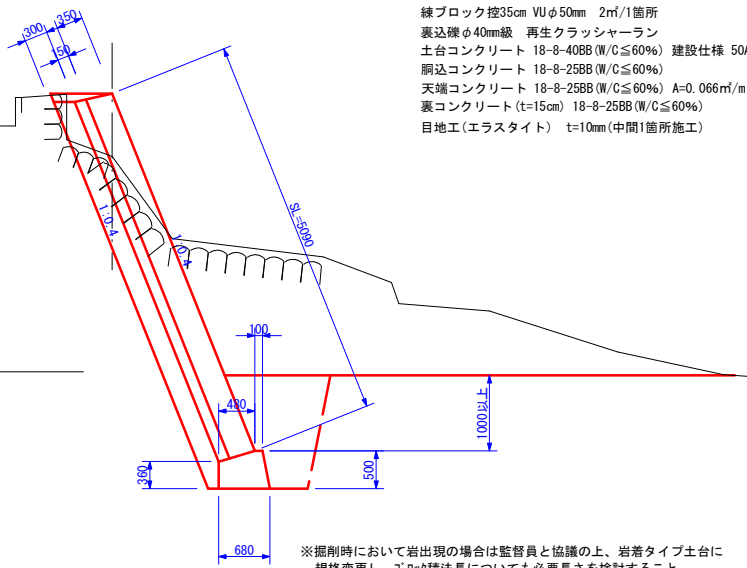 練ブロック控35cm VUφ50mm 2㎡/1箇所
裏込礫φ40mm級 再生クラッシャーラン
土台コンクリート 18-8-40BB(W/C≦60%) 建設仕様 50A
胴込コンクリート 18-8-25BB(W/C≦60%)
天端コンクリート 18-8-25BB(W/C≦60%) A=0.066㎡/m
裏コンクリート(t=15cm) 18-8-25BB(W/C≦60%)
目地工(エラスタイト) t=10mm(中間1箇所施工)
300
350
150
1:0.4
1:0.4
SL=5090
100
480
1000以上
360
500
680
※掘削時において岩出現の場合は監督員と協議の上、岩着タイプ土台に